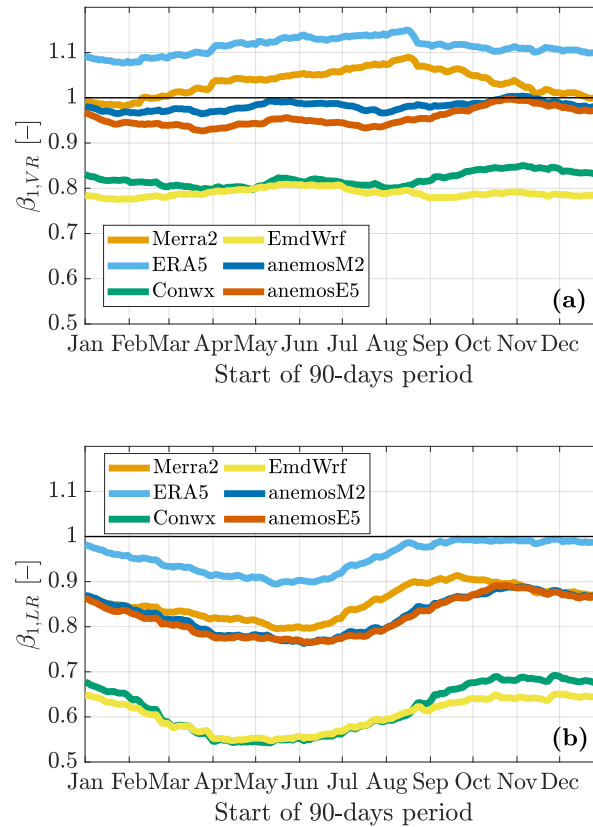 1.1
1
0.9
0.8
0.7
0.6
0.5
β1,VR [−]
Merra2 EmdWrf
ERA5 anemosM2
Conwx anemosE5
(a)
Jan Feb Mar Apr May Jun Jul Aug Sep Oct Nov Dec
Start of 90-days period
1.1
1
0.9
0.8
0.7
0.6
0.5
β1,LR [−]
Merra2 EmdWrf
ERA5 anemosM2
Conwx anemosE5
(b)
Jan Feb Mar Apr May Jun Jul Aug Sep Oct Nov Dec
Start of 90-days period